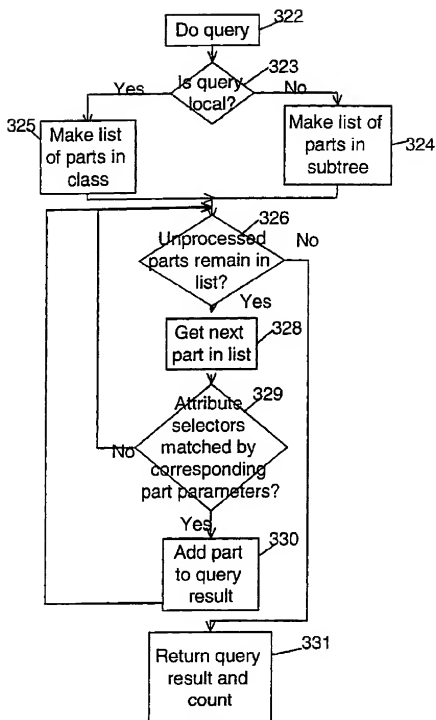 Do query
322
323
Is query
local?
Yes
No
325
Make list
of parts in
class
Make list of
parts in
subtree
324
326
Unprocessed
parts remain in
list?
No
Yes
Get next
part in list
328
329
Attribute
selectors
matched by
corresponding
part parameters?
No
Yes
330
Add part
to query
result
331
Return query
result and
count